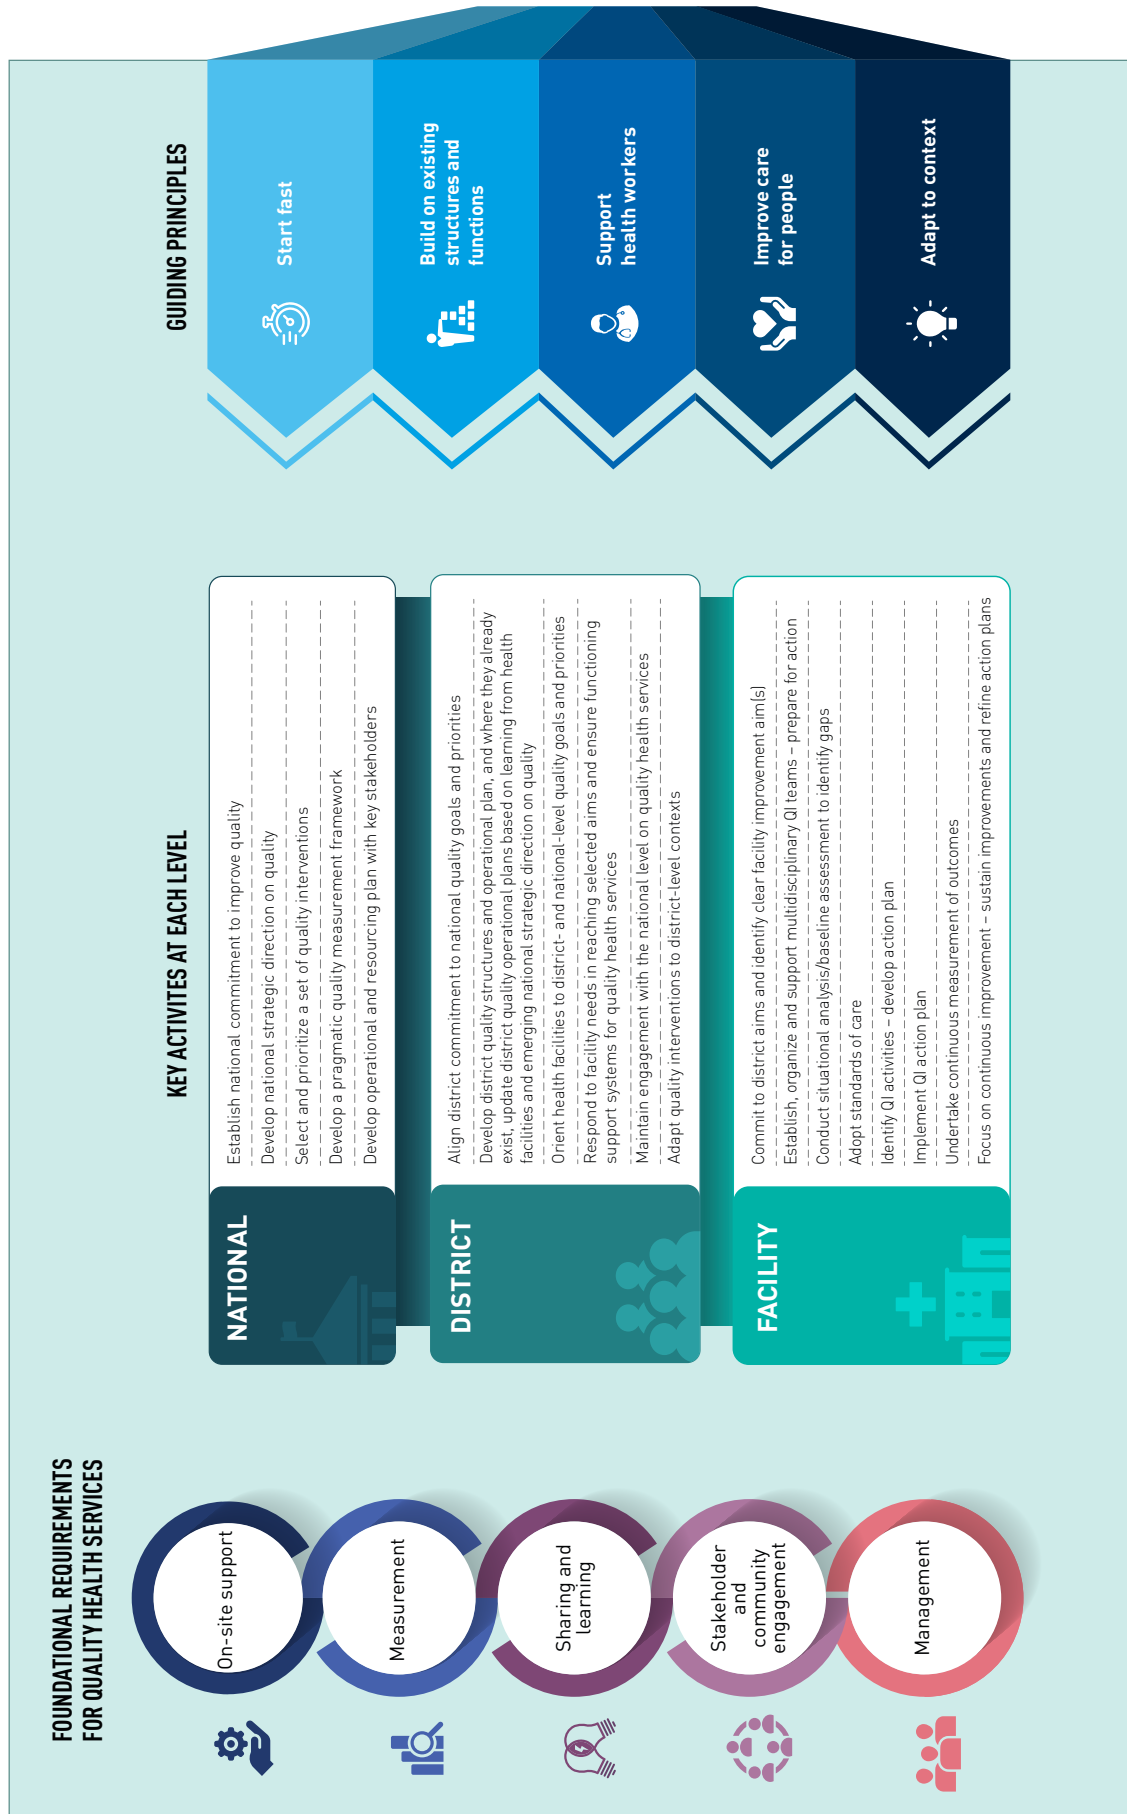 FOUNDATIONAL REQUIREMENTS
FOR QUALITY HEALTH SERVICES
On-site support
Measurement
Sharing and
learning
Stakeholder
and
community
engagement
Management
KEY ACTIVITES AT EACH LEVEL
NATIONAL
Establish national commitment to improve quality
Develop national strategic direction on quality
Select and prioritize a set of quality interventions
Develop a pragmatic quality measurement framework
Develop operational and resourcing plan with key stakeholders
DISTRICT
Align district commitment to national quality goals and priorities
Develop district quality structures and operational plan, and where they already
exist, update district quality operational plans based on learning from health
facilities and emerging national strategic direction on quality
Orient health facilities to district- and national-level quality goals and priorities
Respond to facility needs in reaching selected aims and ensure functioning
support systems for quality health services
Maintain engagement with the national level on quality health services
Adapt quality interventions to district-level contexts
FACILITY
Commit to district aims and identify clear facility improvement aim(s)
Establish, organize and support multidisciplinary QI teams – prepare for action
Conduct situational analysis/baseline assessment to identify gaps
Adopt standards of care
Identify QI activities – develop action plan
Implement QI action plan
Undertake continuous measurement of outcomes
Focus on continuous improvement – sustain improvements and refine action plans
GUIDING PRINCIPLES
Start fast
Build on existing
structures and
functions
Support
health workers
Improve care
for people
Adapt to context